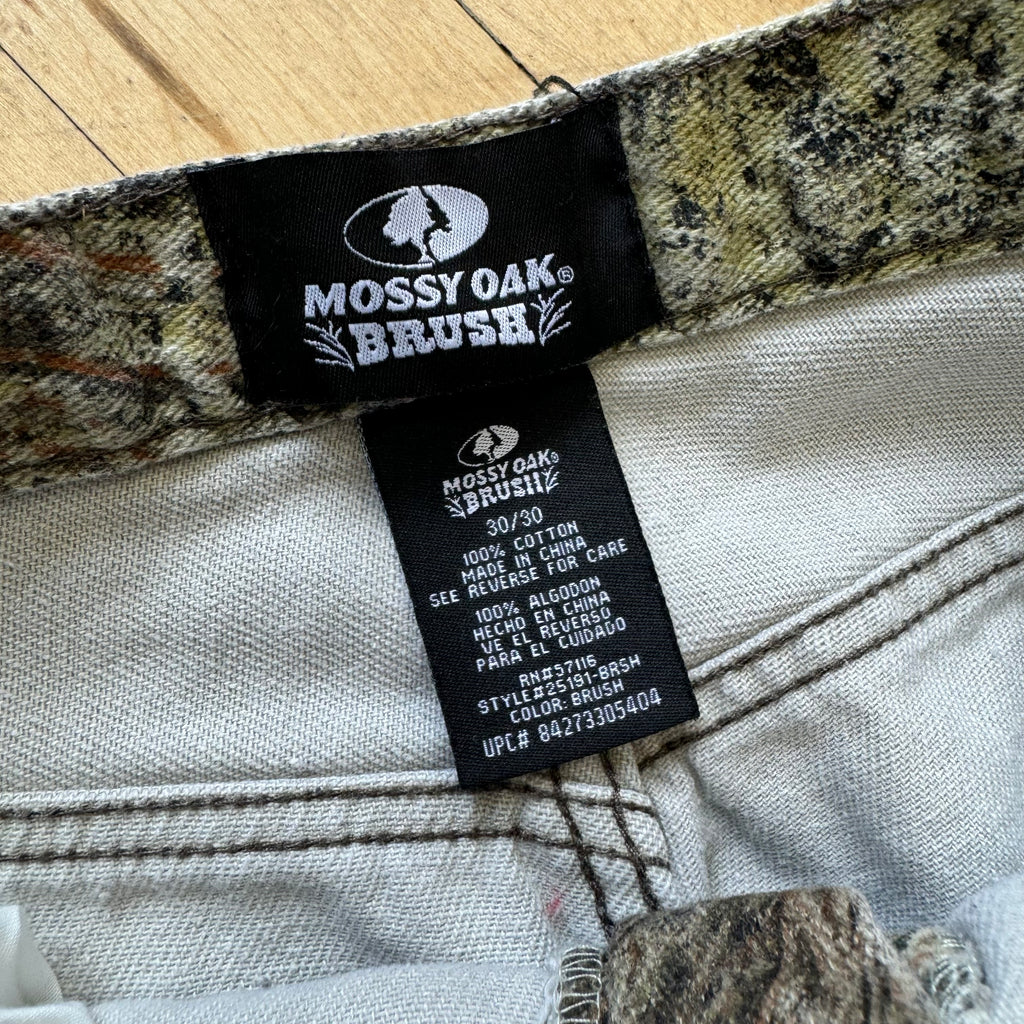 MOSSY OAK®
BRUSH
MOSSY OAK®
BRUSH
30/30
100% COTTON
MADE IN CHINA
SEE REVERSE FOR CARE
100% ALGODON
HECHO EN CHINA
VE EL REVERSO
PARA EL CUIDADO
RN#57116
STYLE#25191-BRSH
COLOR: BRUSH
UPC# 84273305404